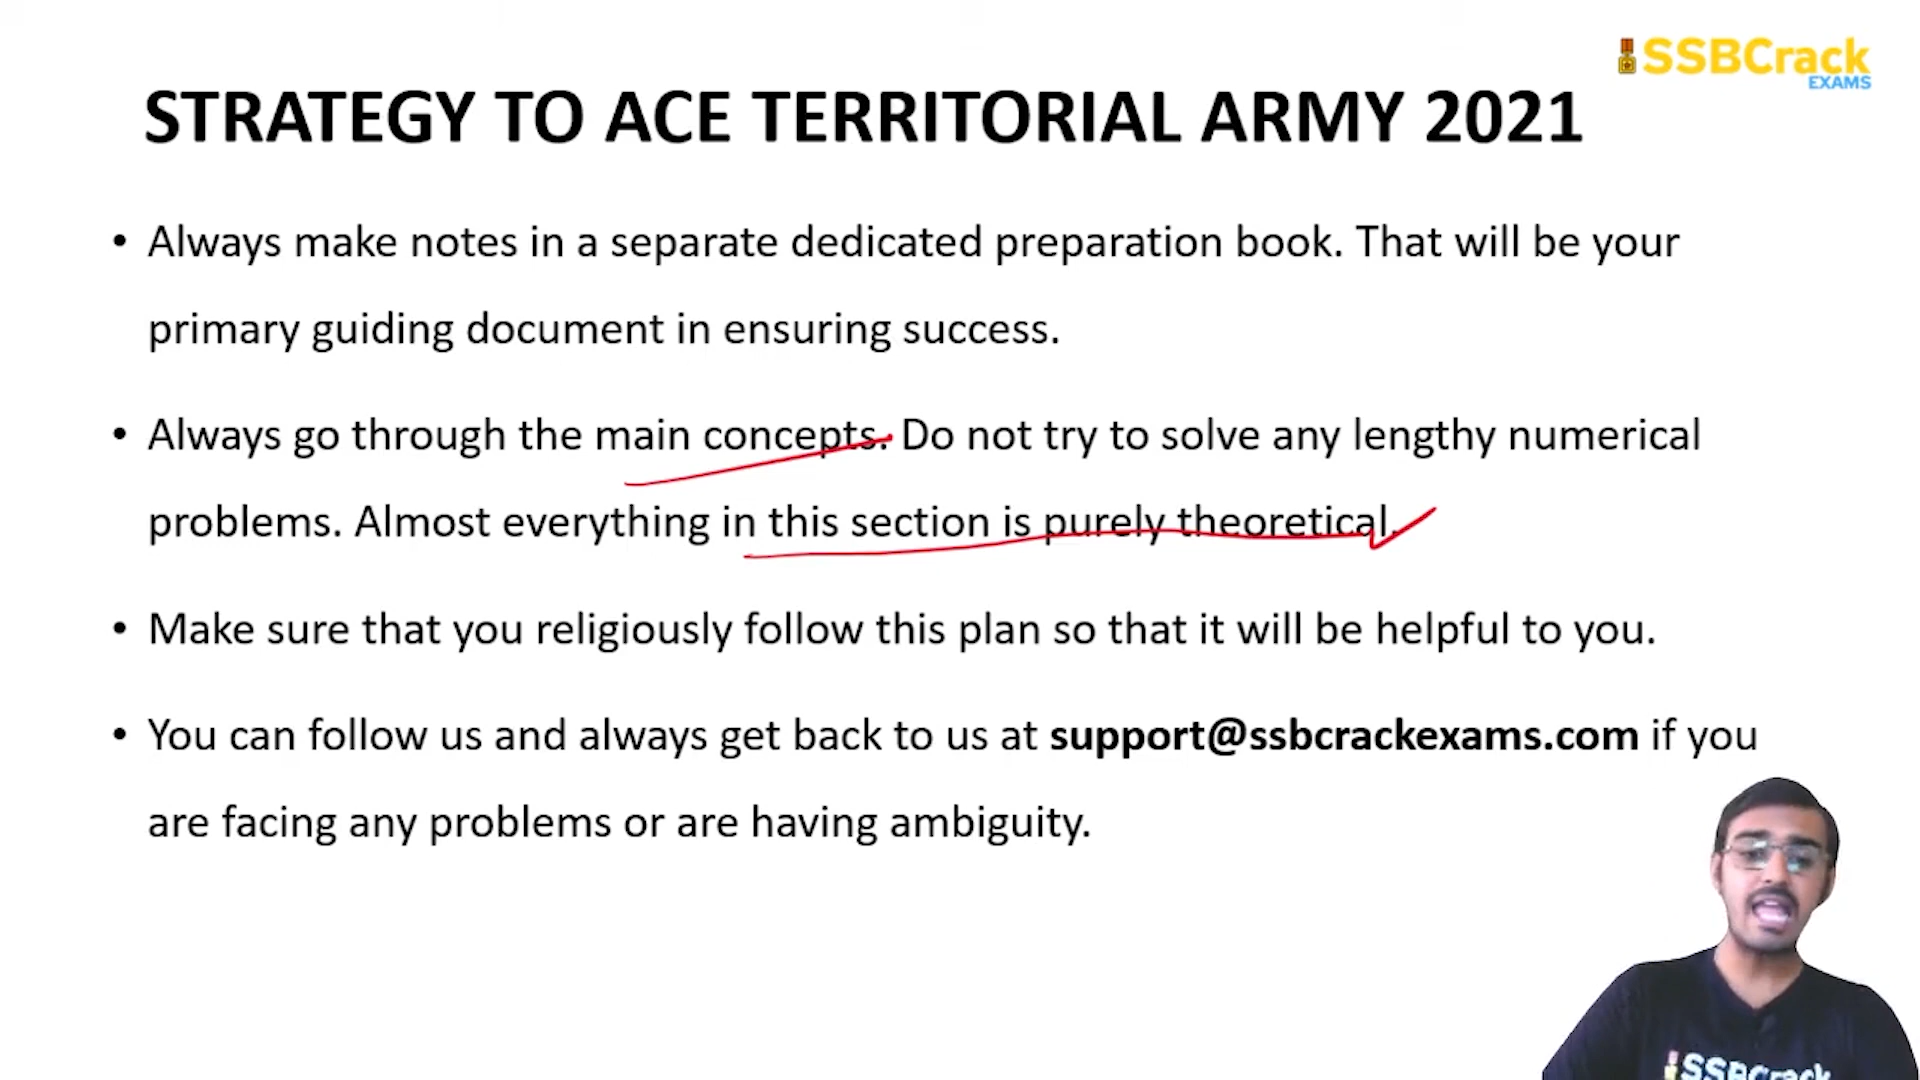 SSBCrack
EXAMS
STRATEGY TO ACE TERRITORIAL ARMY 2021
• Always make notes in a separate dedicated preparation book. That will be your
primary guiding document in ensuring success.
• Always go through the main concepts. Do not try to solve any lengthy numerical
problems. Almost everything in this section is purely theoretical.
• Make sure that you religiously follow this plan so that it will be helpful to you.
• You can follow us and always get back to us at support@ssbcrackexams.com if you
are facing any problems or are having ambiguity.
SSBCrack